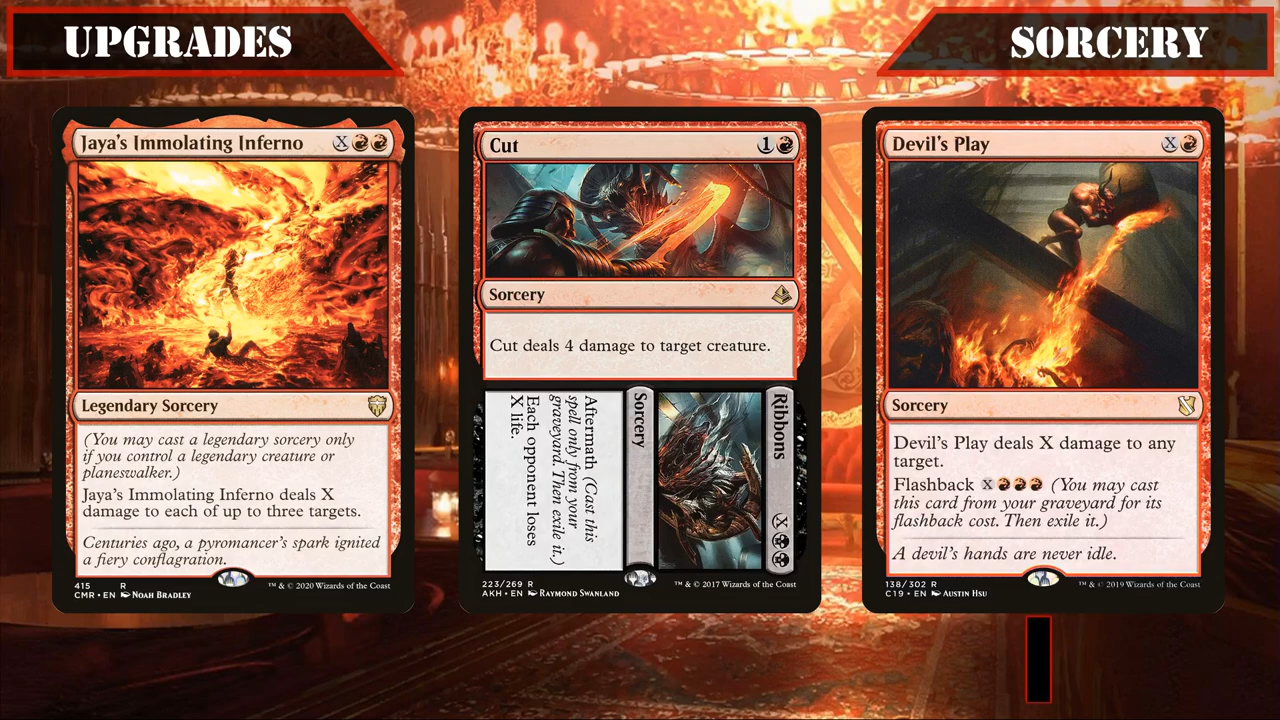 UPGRADES
SORCERY
Jaya's Immolating Inferno X
Legendary Sorcery
(You may cast a legendary sorcery only
if you control a legendary creature or
planeswalker.)
Jaya's Immolating Inferno deals X
damage to each of up to three targets.
Centuries ago, a pyromancer's spark ignited
a fiery conflagration.
415 R
CMR • EN NOAH BRADLEY
™ & © 2020 Wizards of the Coast
Cut 1
Sorcery
Cut deals 4 damage to target creature.
Ribbons X
Sorcery
Aftermath (Cast this
spell only from your
graveyard. Then exile it.)
Each opponent loses
X life.
223/269 R
AKH • EN RAYMOND SWANLAND
™ & © 2017 Wizards of the Coast
Devil's Play X
Sorcery
Devil's Play deals X damage to any
target.
Flashback X (You may cast
this card from your graveyard for its
flashback cost. Then exile it.)
A devil's hands are never idle.
138/302 R
C19 • EN AUSTIN HSU
™ & © 2019 Wizards of the Coast